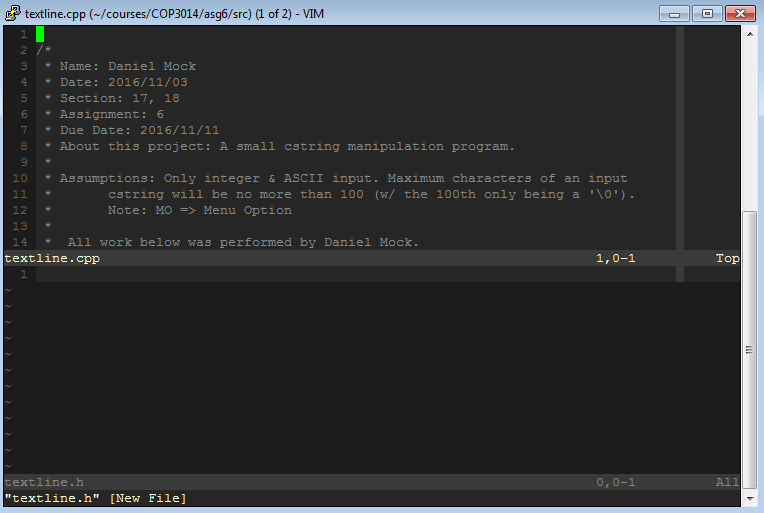 textline.cpp (~/courses/COP3014/asg6/src) (1 of 2) - VIM
1
2 /*
3  * Name: Daniel Mock
4  * Date: 2016/11/03
5  * Section: 17, 18
6  * Assignment: 6
7  * Due Date: 2016/11/11
8  * About this project: A small cstring manipulation program.
9  *
10  * Assumptions: Only integer & ASCII input. Maximum characters of an input
11  *       cstring will be no more than 100 (w/ the 100th only being a '\0').
12  *       Note: MO => Menu Option
13  *
14  *  All work below was performed by Daniel Mock.
textline.cpp 1,0-1 Top
1
~
~
~
~
~
~
~
~
~
~
~
~
textline.h 0,0-1 All
"textline.h" [New File]